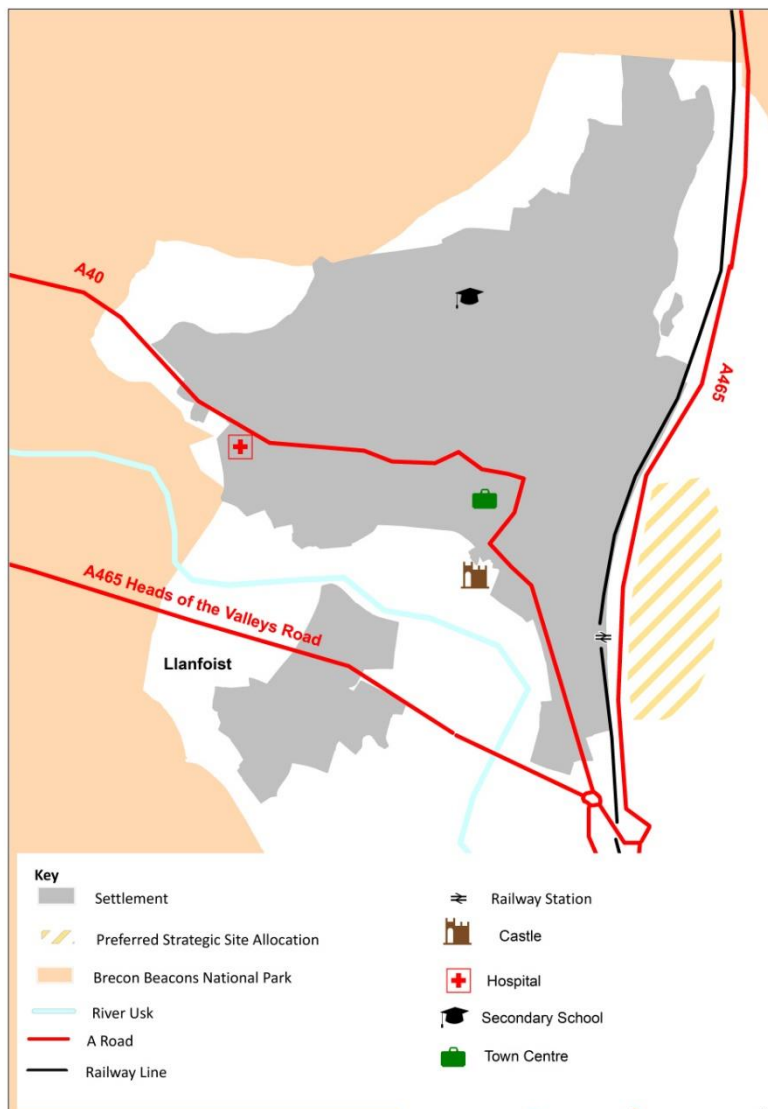 A40
A465
A465 Heads of the Valleys Road
Llanfoist
Key
Settlement
Preferred Strategic Site Allocation
Brecon Beacons National Park
River Usk
A Road
Railway Line
Railway Station
Castle
Hospital
Secondary School
Town Centre